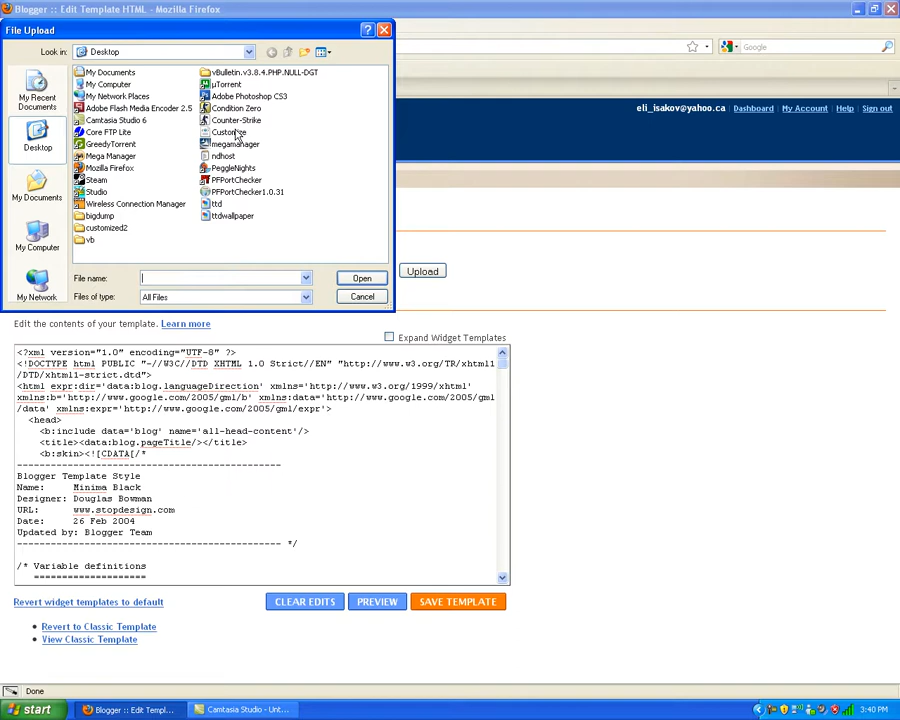 Blogger :: Edit Template HTML - Mozilla Firefox
File Upload
Look in:
Desktop
Google
My Recent Documents
Desktop
My Documents
My Computer
My Network
My Documents
My Computer
My Network Places
Adobe Flash Media Encoder 2.5
Camtasia Studio 6
Core FTP Lite
GreedyTorrent
Mega Manager
Mozilla Firefox
Steam
Studio
Wireless Connection Manager
bigdump
customized2
vb
vBulletin.v3.8.4.PHP.NULL-DGT
µTorrent
Adobe Photoshop CS3
Condition Zero
Counter-Strike
Customize
megamanager
ndhost
PeggleNights
PFPortChecker
PFPortChecker1.0.31
ttd
ttdwallpaper
File name:
Open
Files of type:
All Files
Cancel
eli_isakov@yahoo.ca Dashboard My Account Help Sign out
Upload
Edit the contents of your template. Learn more
Expand Widget Templates
<?xml version="1.0" encoding="UTF-8" ?>
<!DOCTYPE html PUBLIC "-//W3C//DTD XHTML 1.0 Strict//EN" "http://www.w3.org/TR/xhtml1
/DTD/xhtml1-strict.dtd">
<html expr:dir='data:blog.languageDirection' xmlns='http://www.w3.org/1999/xhtml'
xmlns:b='http://www.google.com/2005/gml/b' xmlns:data='http://www.google.com/2005/gml
/data' xmlns:expr='http://www.google.com/2005/gml/expr'>
<head>
<b:include data='blog' name='all-head-content'/>
<title><data:blog.pageTitle/></title>
<b:skin><![CDATA[/*
-----------------------------------------------
Blogger Template Style
Name: Minima Black
Designer: Douglas Bowman
URL: www.stopdesign.com
Date: 26 Feb 2004
Updated by: Blogger Team
----------------------------------------------- */
/* Variable definitions
====================
Revert widget templates to default
CLEAR EDITS
PREVIEW
SAVE TEMPLATE
Revert to Classic Template
View Classic Template
Done
start
Blogger :: Edit Templ...
Camtasia Studio - Unt...
3:40 PM